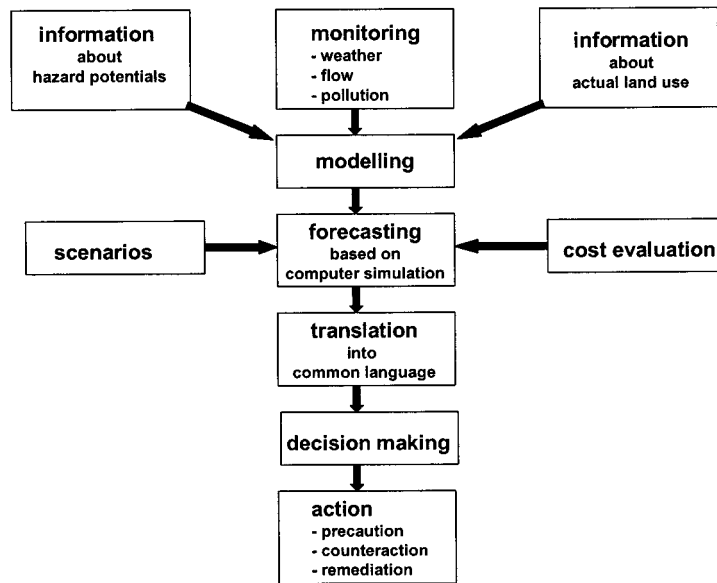 information
about
hazard potentials
monitoring
- weather
- flow
- pollution
information
about
actual land use
modelling
scenarios
forecasting
based on
computer simulation
cost evaluation
translation
into
common language
decision making
action
- precaution
- counteraction
- remediation